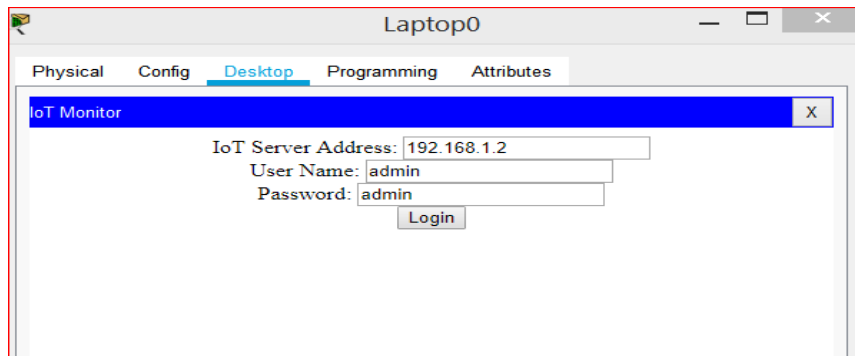 Laptop0
Physical Config Desktop Programming Attributes
IoT Monitor X
IoT Server Address: 192.168.1.2
User Name: admin
Password: admin
Login